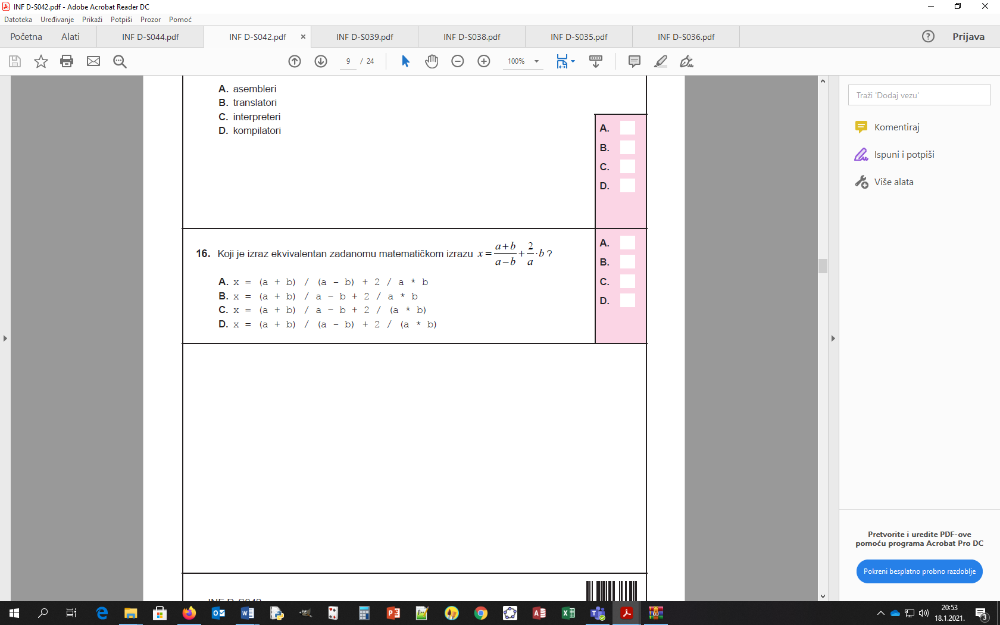 INF D-S042.pdf - Adobe Acrobat Reader DC
Datoteka Uređivanje Prikaži Potpiši Prozor Pomoć
Početna Alati INF D-S044.pdf INF D-S042.pdf × INF D-S039.pdf INF D-S038.pdf INF D-S035.pdf INF D-S036.pdf ? Prijava
9 / 24 100%
A. asembleri
B. translatori
C. interpreteri
D. kompilatori
A.
B.
C.
D.
16. Koji je izraz ekvivalentan zadanomu matematičkom izrazu x = (a+b)/(a−b) + 2/a · b ?
A. x = (a + b) / (a - b) + 2 / a * b
B. x = (a + b) / a - b + 2 / a * b
C. x = (a + b) / a - b + 2 / (a * b)
D. x = (a + b) / (a - b) + 2 / (a * b)
A.
B.
C.
D.
INF D-S042
Traži 'Dodaj vezu'
Komentiraj
Ispuni i potpiši
Više alata
Pretvorite i uredite PDF-ove
pomoću programa Acrobat Pro DC
Pokreni besplatno probno razdoblje
20:53
18.1.2021.
3